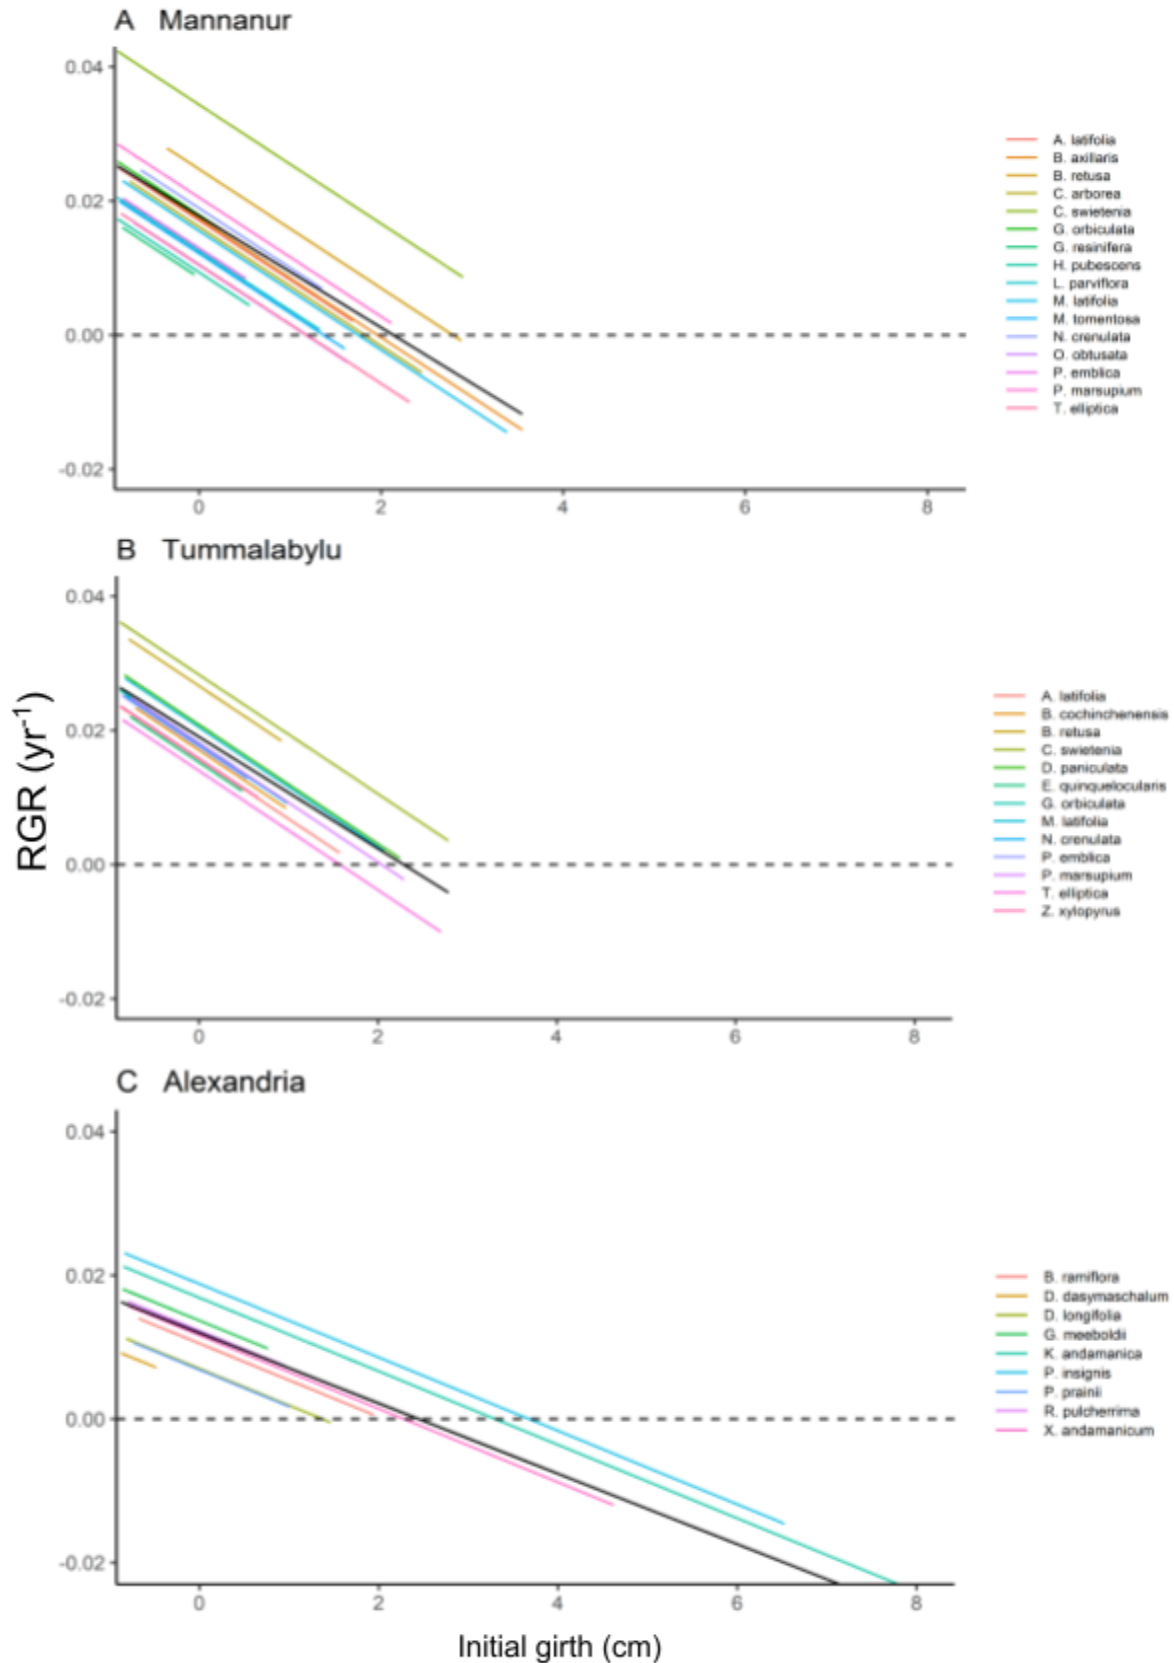 A Mannanur
0.04
0.02
0.00
-0.02
0 2 4 6 8
A. latifolia
B. axillaris
B. retusa
C. arborea
C. swietenia
G. orbiculata
G. resinifera
H. pubescens
L. parviflora
M. latifolia
M. tomentosa
N. crenulata
O. obtusata
P. emblica
P. marsupium
T. elliptica
B Tummalabylu
0.04
0.02
0.00
-0.02
0 2 4 6 8
A. latifolia
B. cochinchenensis
B. retusa
C. swietenia
D. paniculata
E. quinquelocularis
G. orbiculata
M. latifolia
N. crenulata
P. emblica
P. marsupium
T. elliptica
Z. xylopyrus
RGR (yr⁻¹)
C Alexandria
0.04
0.02
0.00
-0.02
0 2 4 6 8
B. ramiflora
D. dasymaschalum
D. longifolia
G. meeboldii
K. andamanica
P. insignis
P. prainii
R. pulcherrima
X. andamanicum
Initial girth (cm)